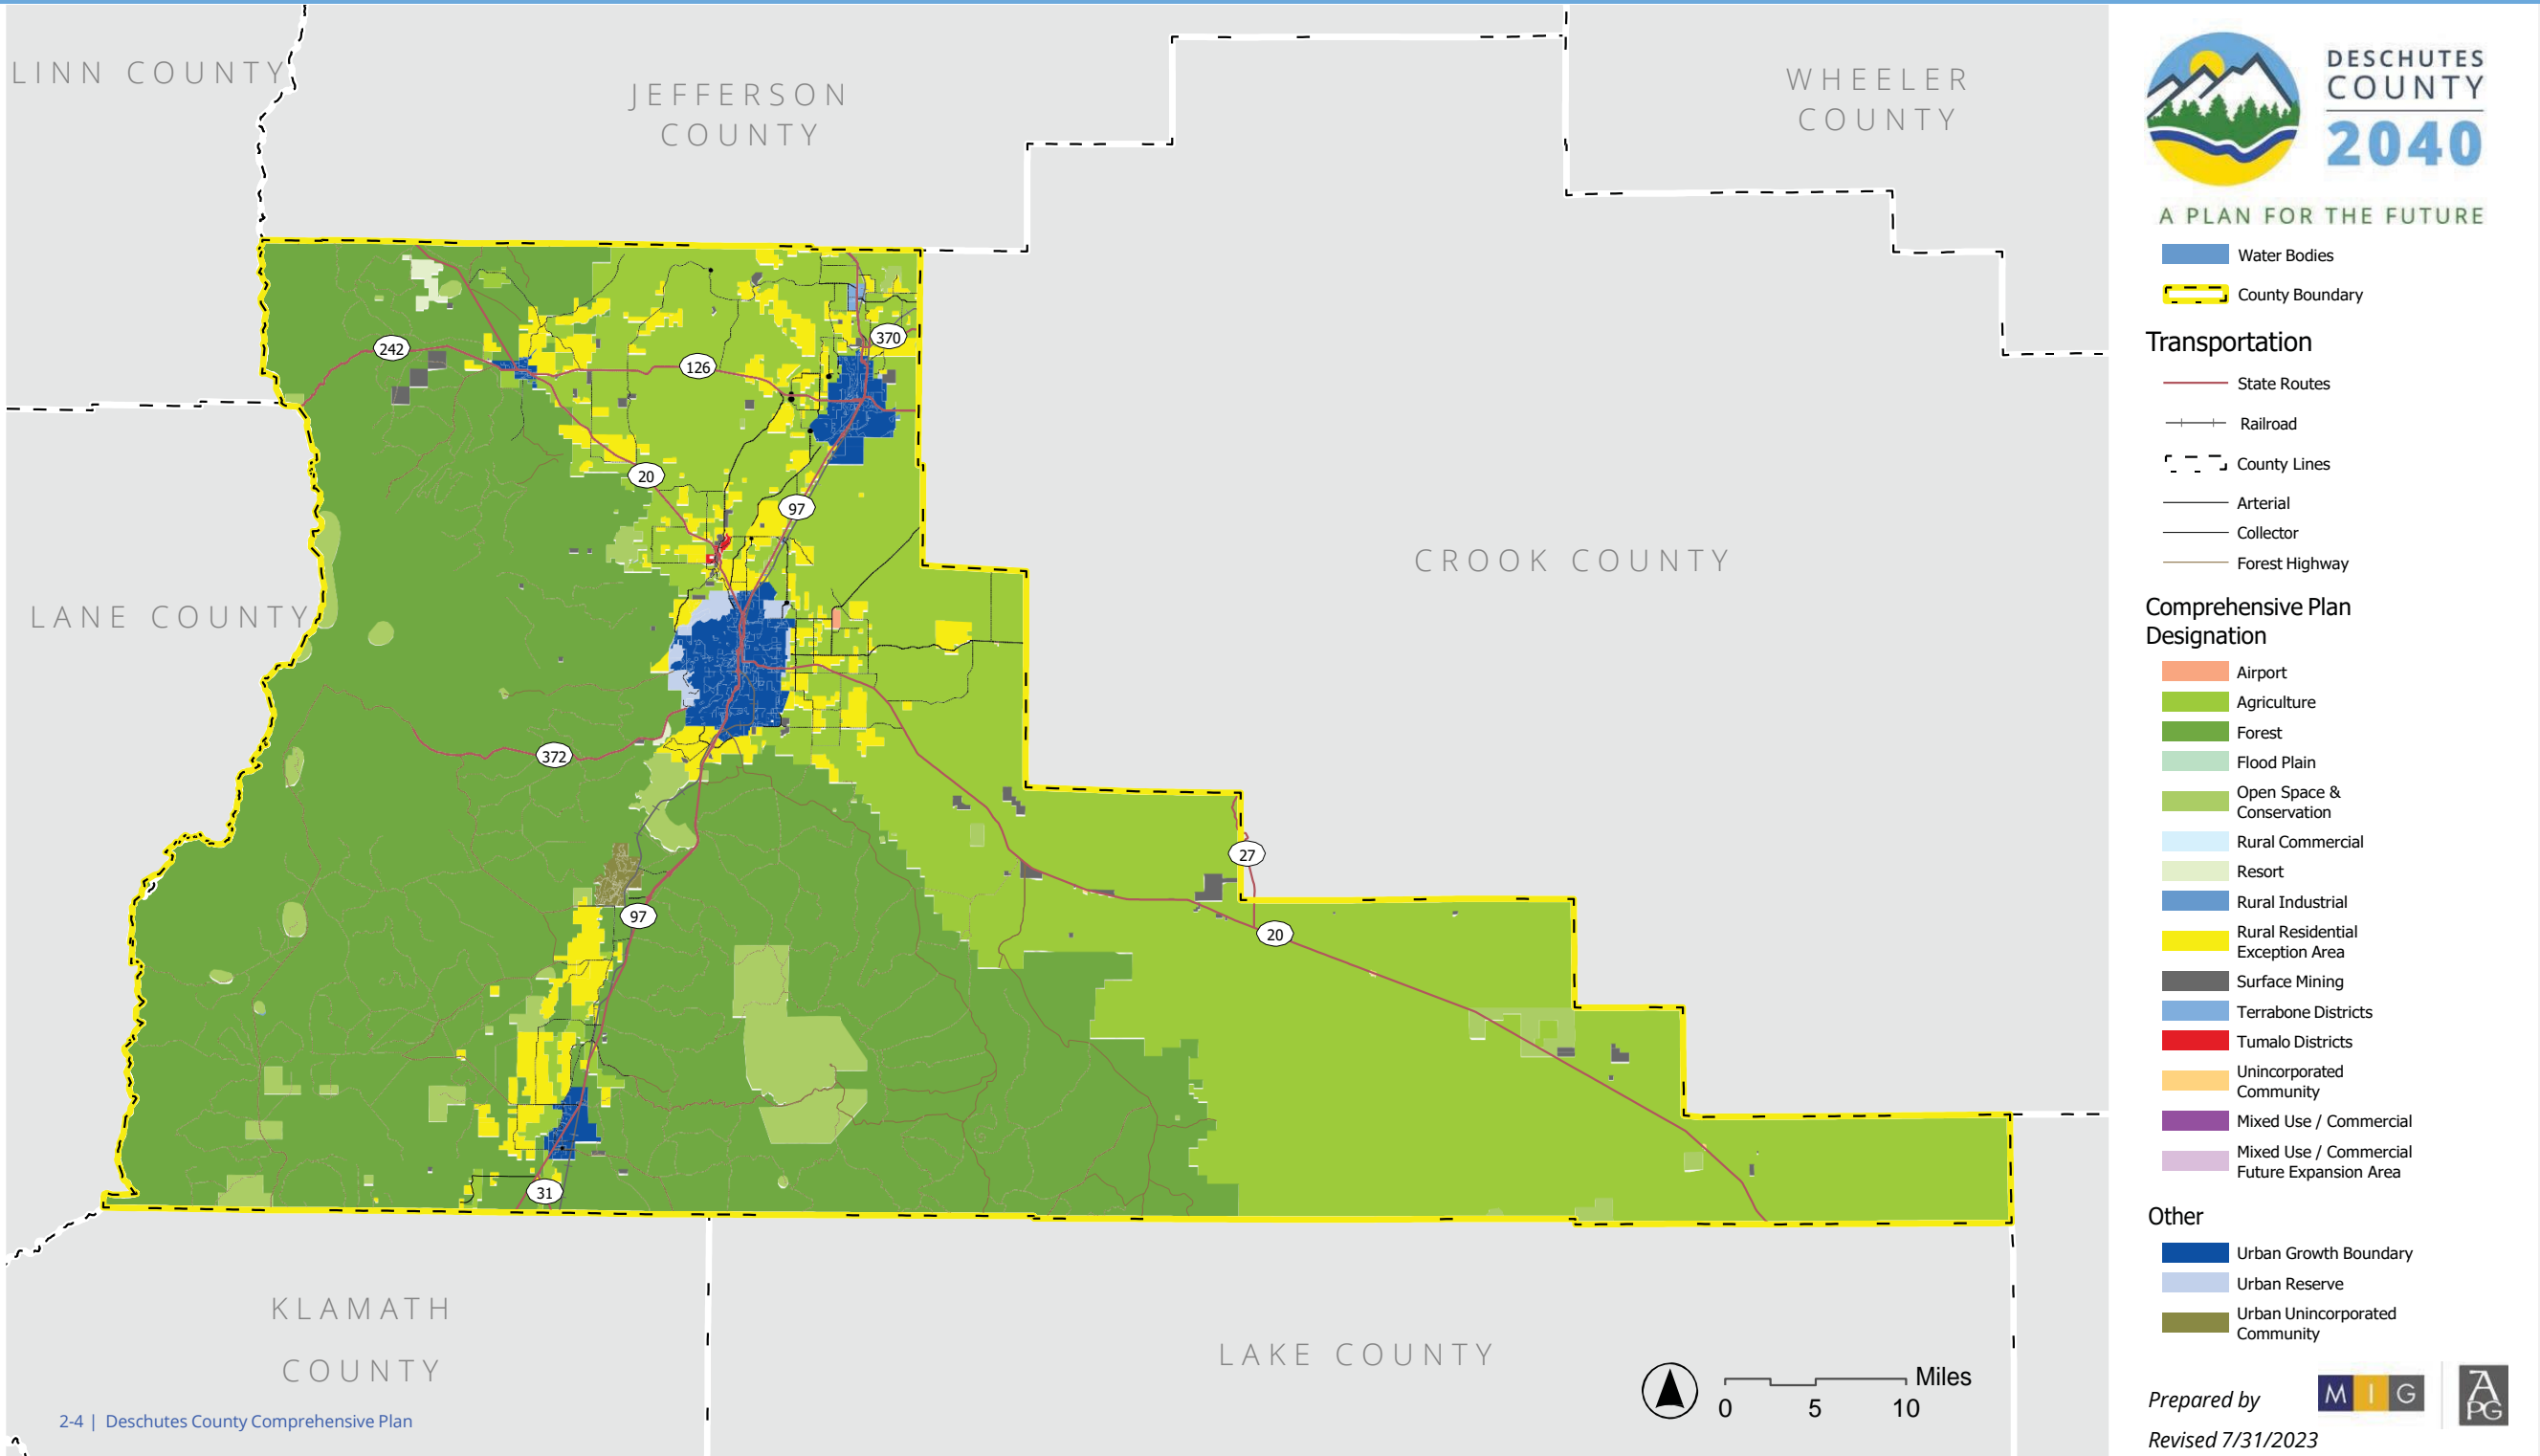 LINN COUNTY
JEFFERSON
COUNTY
WHEELER
COUNTY
CROOK COUNTY
LANE COUNTY
KLAMATH
COUNTY
LAKE COUNTY
242
126
370
20
97
372
97
27
20
31
Miles
0 5 10
2-4 | Deschutes County Comprehensive Plan
DESCHUTES
COUNTY
2040
A PLAN FOR THE FUTURE
Water Bodies
County Boundary
Transportation
State Routes
Railroad
County Lines
Arterial
Collector
Forest Highway
Comprehensive Plan
Designation
Airport
Agriculture
Forest
Flood Plain
Open Space &
Conservation
Rural Commercial
Resort
Rural Industrial
Rural Residential
Exception Area
Surface Mining
Terrabone Districts
Tumalo Districts
Unincorporated
Community
Mixed Use / Commercial
Mixed Use / Commercial
Future Expansion Area
Other
Urban Growth Boundary
Urban Reserve
Urban Unincorporated
Community
Prepared by
MIG
APG
Revised 7/31/2023